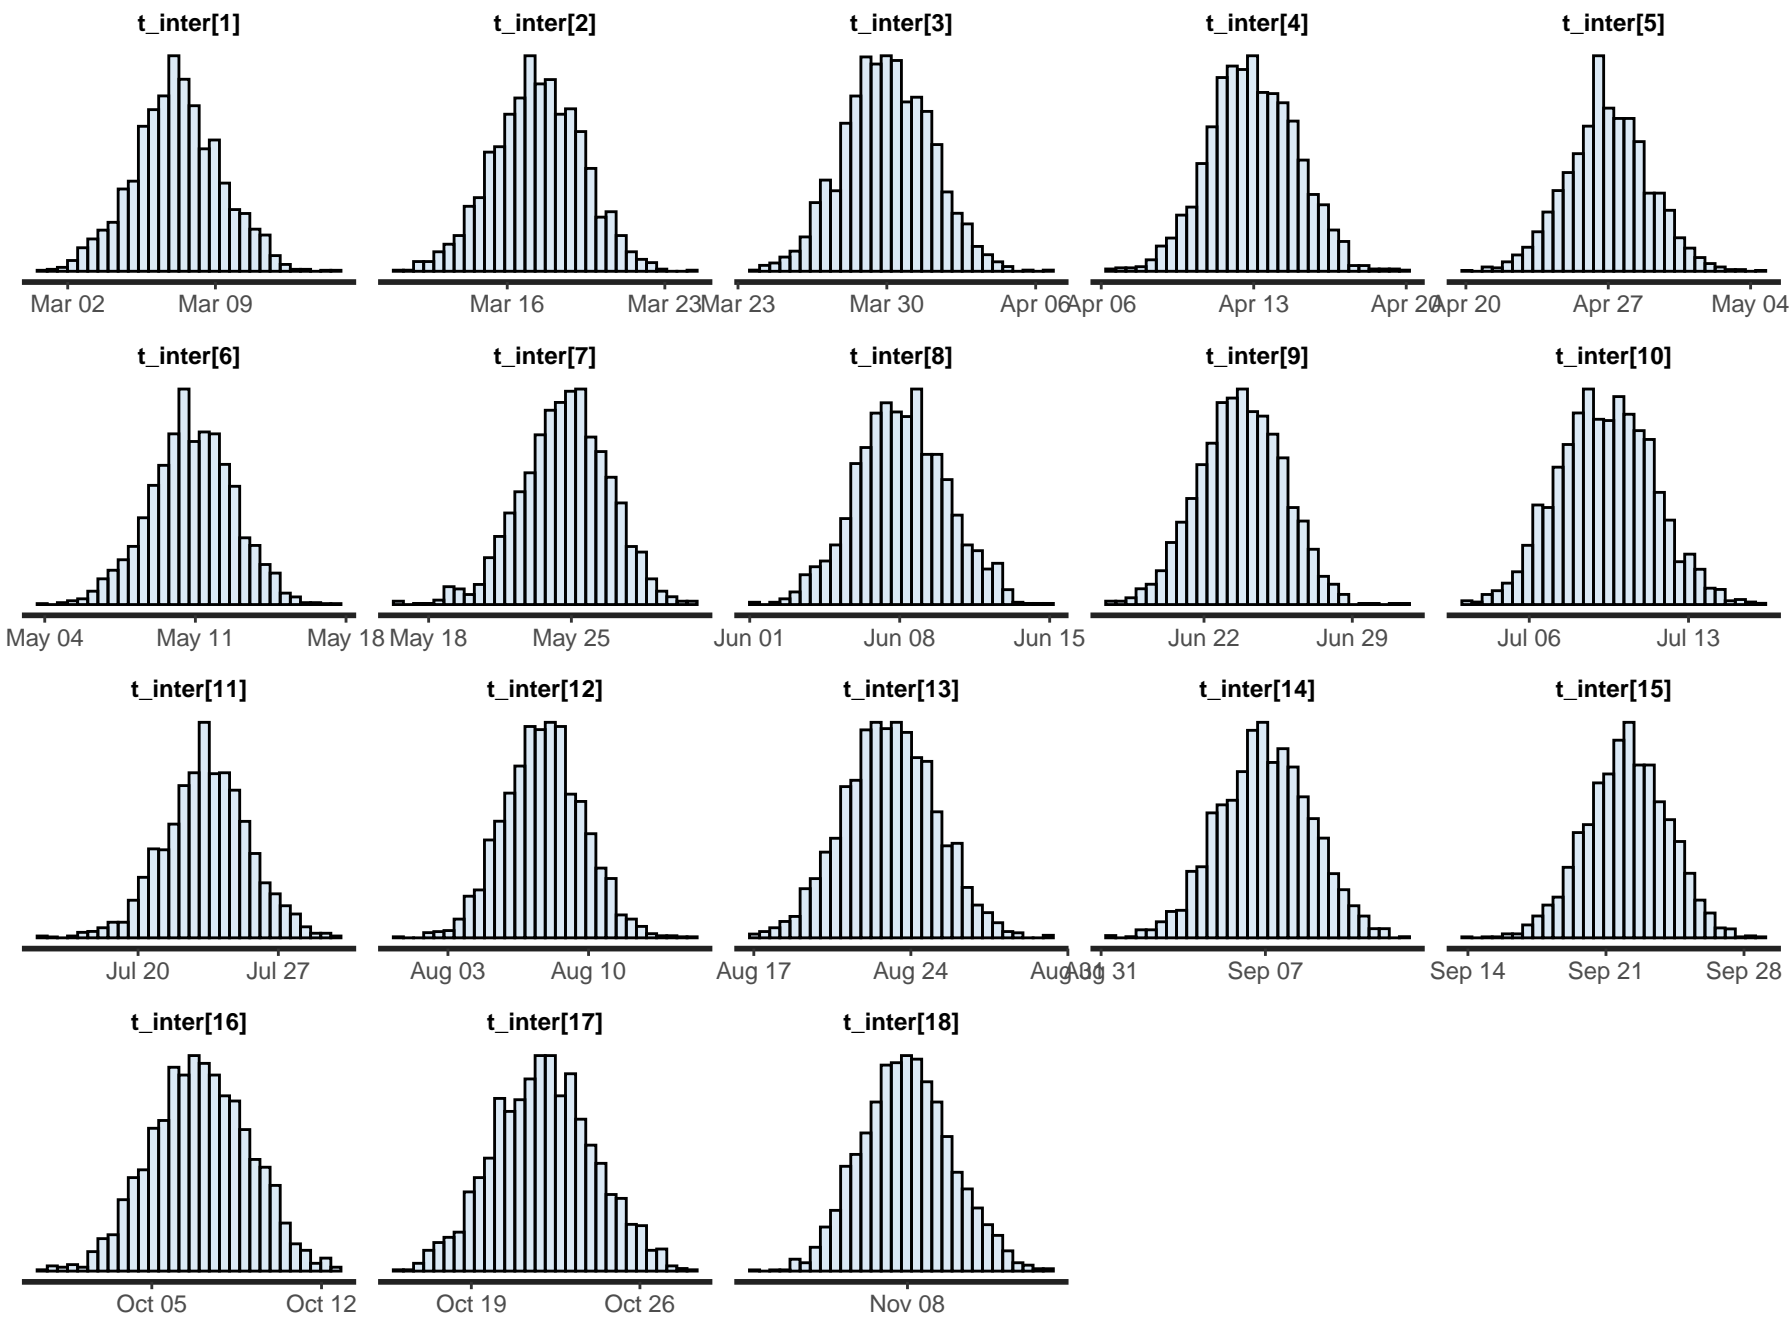 t_inter[1] t_inter[2] t_inter[3] t_inter[4] t_inter[5]
Mar 02 Mar 09 Mar 16 Mar 23 Mar 23 Mar 30 Apr 06 Apr 06 Apr 13 Apr 20 Apr 20 Apr 27 May 04
t_inter[6] t_inter[7] t_inter[8] t_inter[9] t_inter[10]
May 04 May 11 May 18 May 18 May 25 Jun 01 Jun 08 Jun 15 Jun 22 Jun 29 Jul 06 Jul 13
t_inter[11] t_inter[12] t_inter[13] t_inter[14] t_inter[15]
Jul 20 Jul 27 Aug 03 Aug 10 Aug 17 Aug 24 Aug 31 Aug 31 Sep 07 Sep 14 Sep 21 Sep 28
t_inter[16] t_inter[17] t_inter[18]
Oct 05 Oct 12 Oct 19 Oct 26 Nov 08